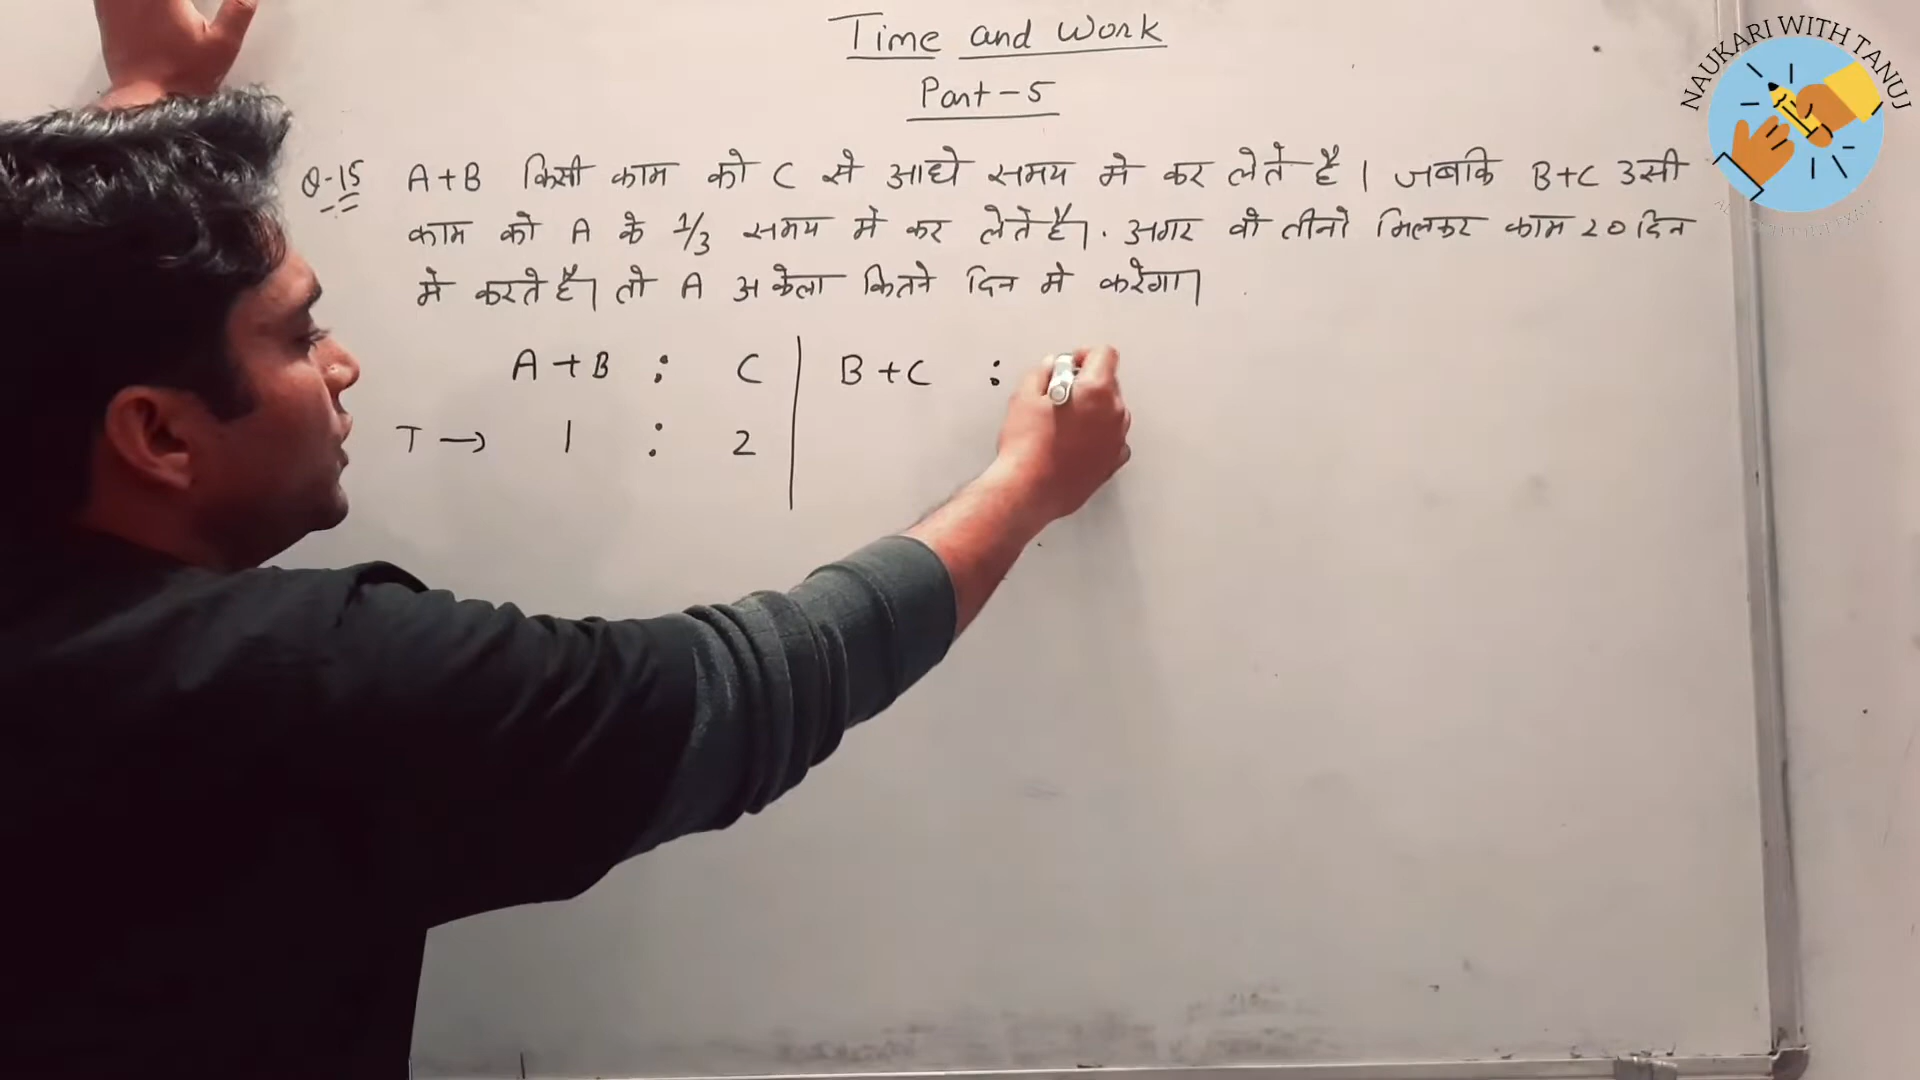 Time and Work
Part-5
Q-15 A+B किसी काम को C से आधे समय मे कर लेते है। जबकि B+C उसी
काम को A के 1/3 समय मे कर लेते है। अगर वो तीनो मिलकर काम 20 दिन
मे करते है। तो A अकेला कितने दिन मे करेगा।
A+B : C | B+C :
T → 1 : 2
NAUKARI WITH TANUJ